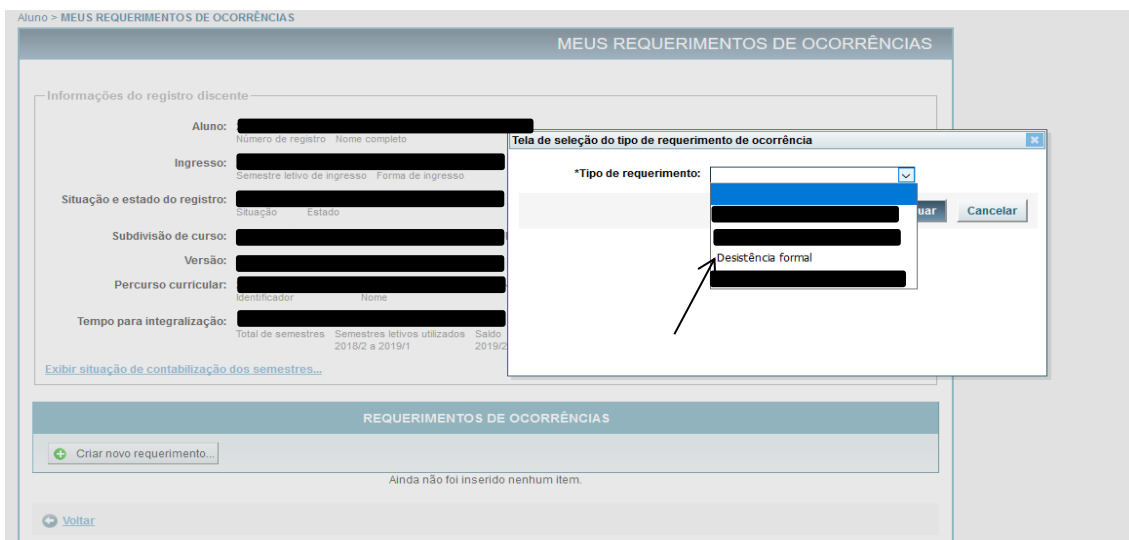 Aluno > MEUS REQUERIMENTOS DE OCORRÊNCIAS
MEUS REQUERIMENTOS DE OCORRÊNCIAS
Informações do registro discente
Aluno:
Número de registro Nome completo
Ingresso:
Semestre letivo de ingresso Forma de ingresso
Situação e estado do registro:
Situação Estado
Subdivisão de curso:
Versão:
Percurso curricular:
Identificador Nome
Tempo para integralização:
Total de semestres Semestres letivos utilizados Saldo
2018/2 a 2019/1 2019/2
Exibir situação de contabilização dos semestres...
Tela de seleção do tipo de requerimento de ocorrência
*Tipo de requerimento:
Desistência formal
uar Cancelar
REQUERIMENTOS DE OCORRÊNCIAS
Criar novo requerimento...
Ainda não foi inserido nenhum item.
Voltar